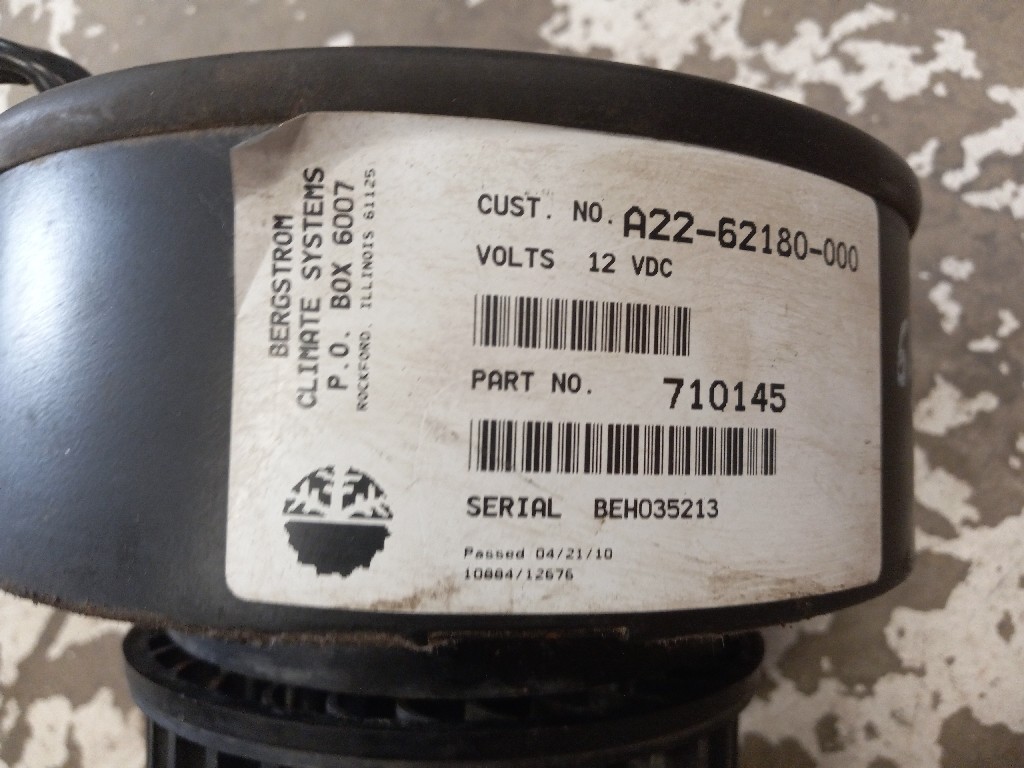 BERGSTROM
CLIMATE SYSTEMS
P.O. BOX 6007
ROCKFORD, ILLINOIS 61125
CUST. NO. A22-62180-000
VOLTS 12 VDC
PART NO. 710145
SERIAL BEH035213
Passed 04/21/10
10884/12676